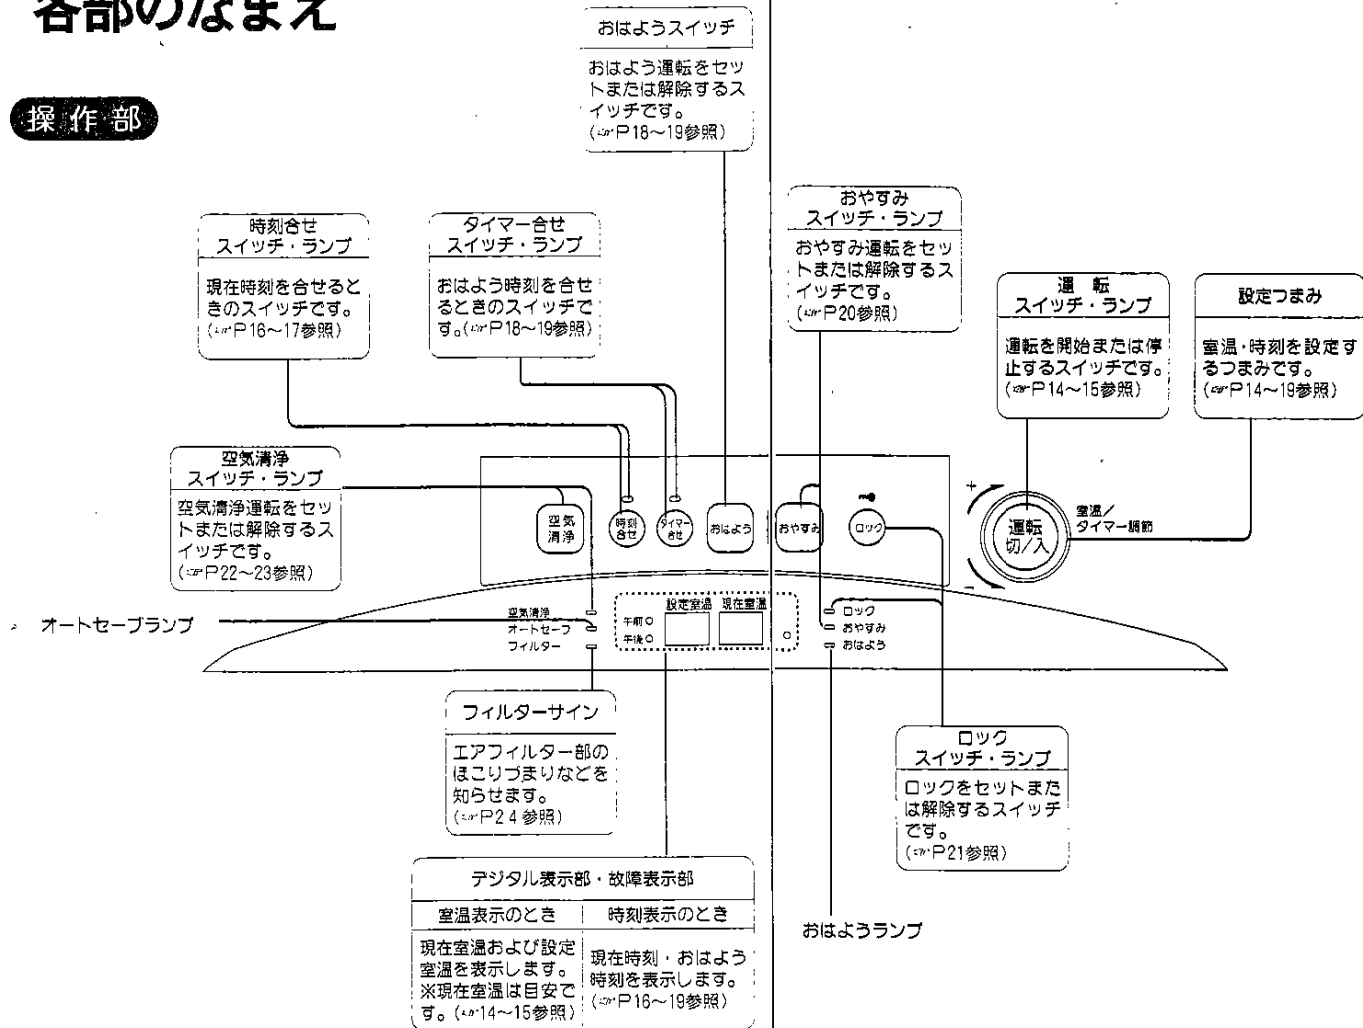 各部のなまえ
操作部
おはようスイッチ
おはよう運転をセッ
トまたは解除するス
イッチです。
(☞P18～19参照)
時刻合せ
スイッチ・ランプ
現在時刻を合せると
きのスイッチです。
(☞P16～17参照)
タイマー合せ
スイッチ・ランプ
おはよう時刻を合せ
るときのスイッチで
す。(☞P18～19参照)
おやすみ
スイッチ・ランプ
おやすみ運転をセッ
トまたは解除するス
イッチです。
(☞P20参照)
運 転
スイッチ・ランプ
運転を開始または停
止するスイッチです。
(☞P14～15参照)
設定つまみ
室温・時刻を設定す
るつまみです。
(☞P14～19参照)
空気清浄
スイッチ・ランプ
空気清浄運転をセッ
トまたは解除するス
イッチです。
(☞P22～23参照)
空気
清浄
時刻
合せ
タイマー
合せ
おはよう
おやすみ
ロック
+
運転
切/入
−
室温/
タイマー調節
オートセーブランプ
空気清浄
オートセーブ
フィルター
午前
午後
設定室温
現在室温
ロック
おやすみ
おはよう
フィルターサイン
エアフィルター部の
ほこりづまりなどを
知らせます。
(☞P24参照)
ロック
スイッチ・ランプ
ロックをセットまた
は解除するスイッチ
です。
(☞P21参照)
デジタル表示部・故障表示部
室温表示のとき
現在室温および設定
室温を表示します。
※現在室温は目安で
す。(☞14～15参照)
時刻表示のとき
現在時刻・おはよう
時刻を表示します。
(☞P16～19参照)
おはようランプ